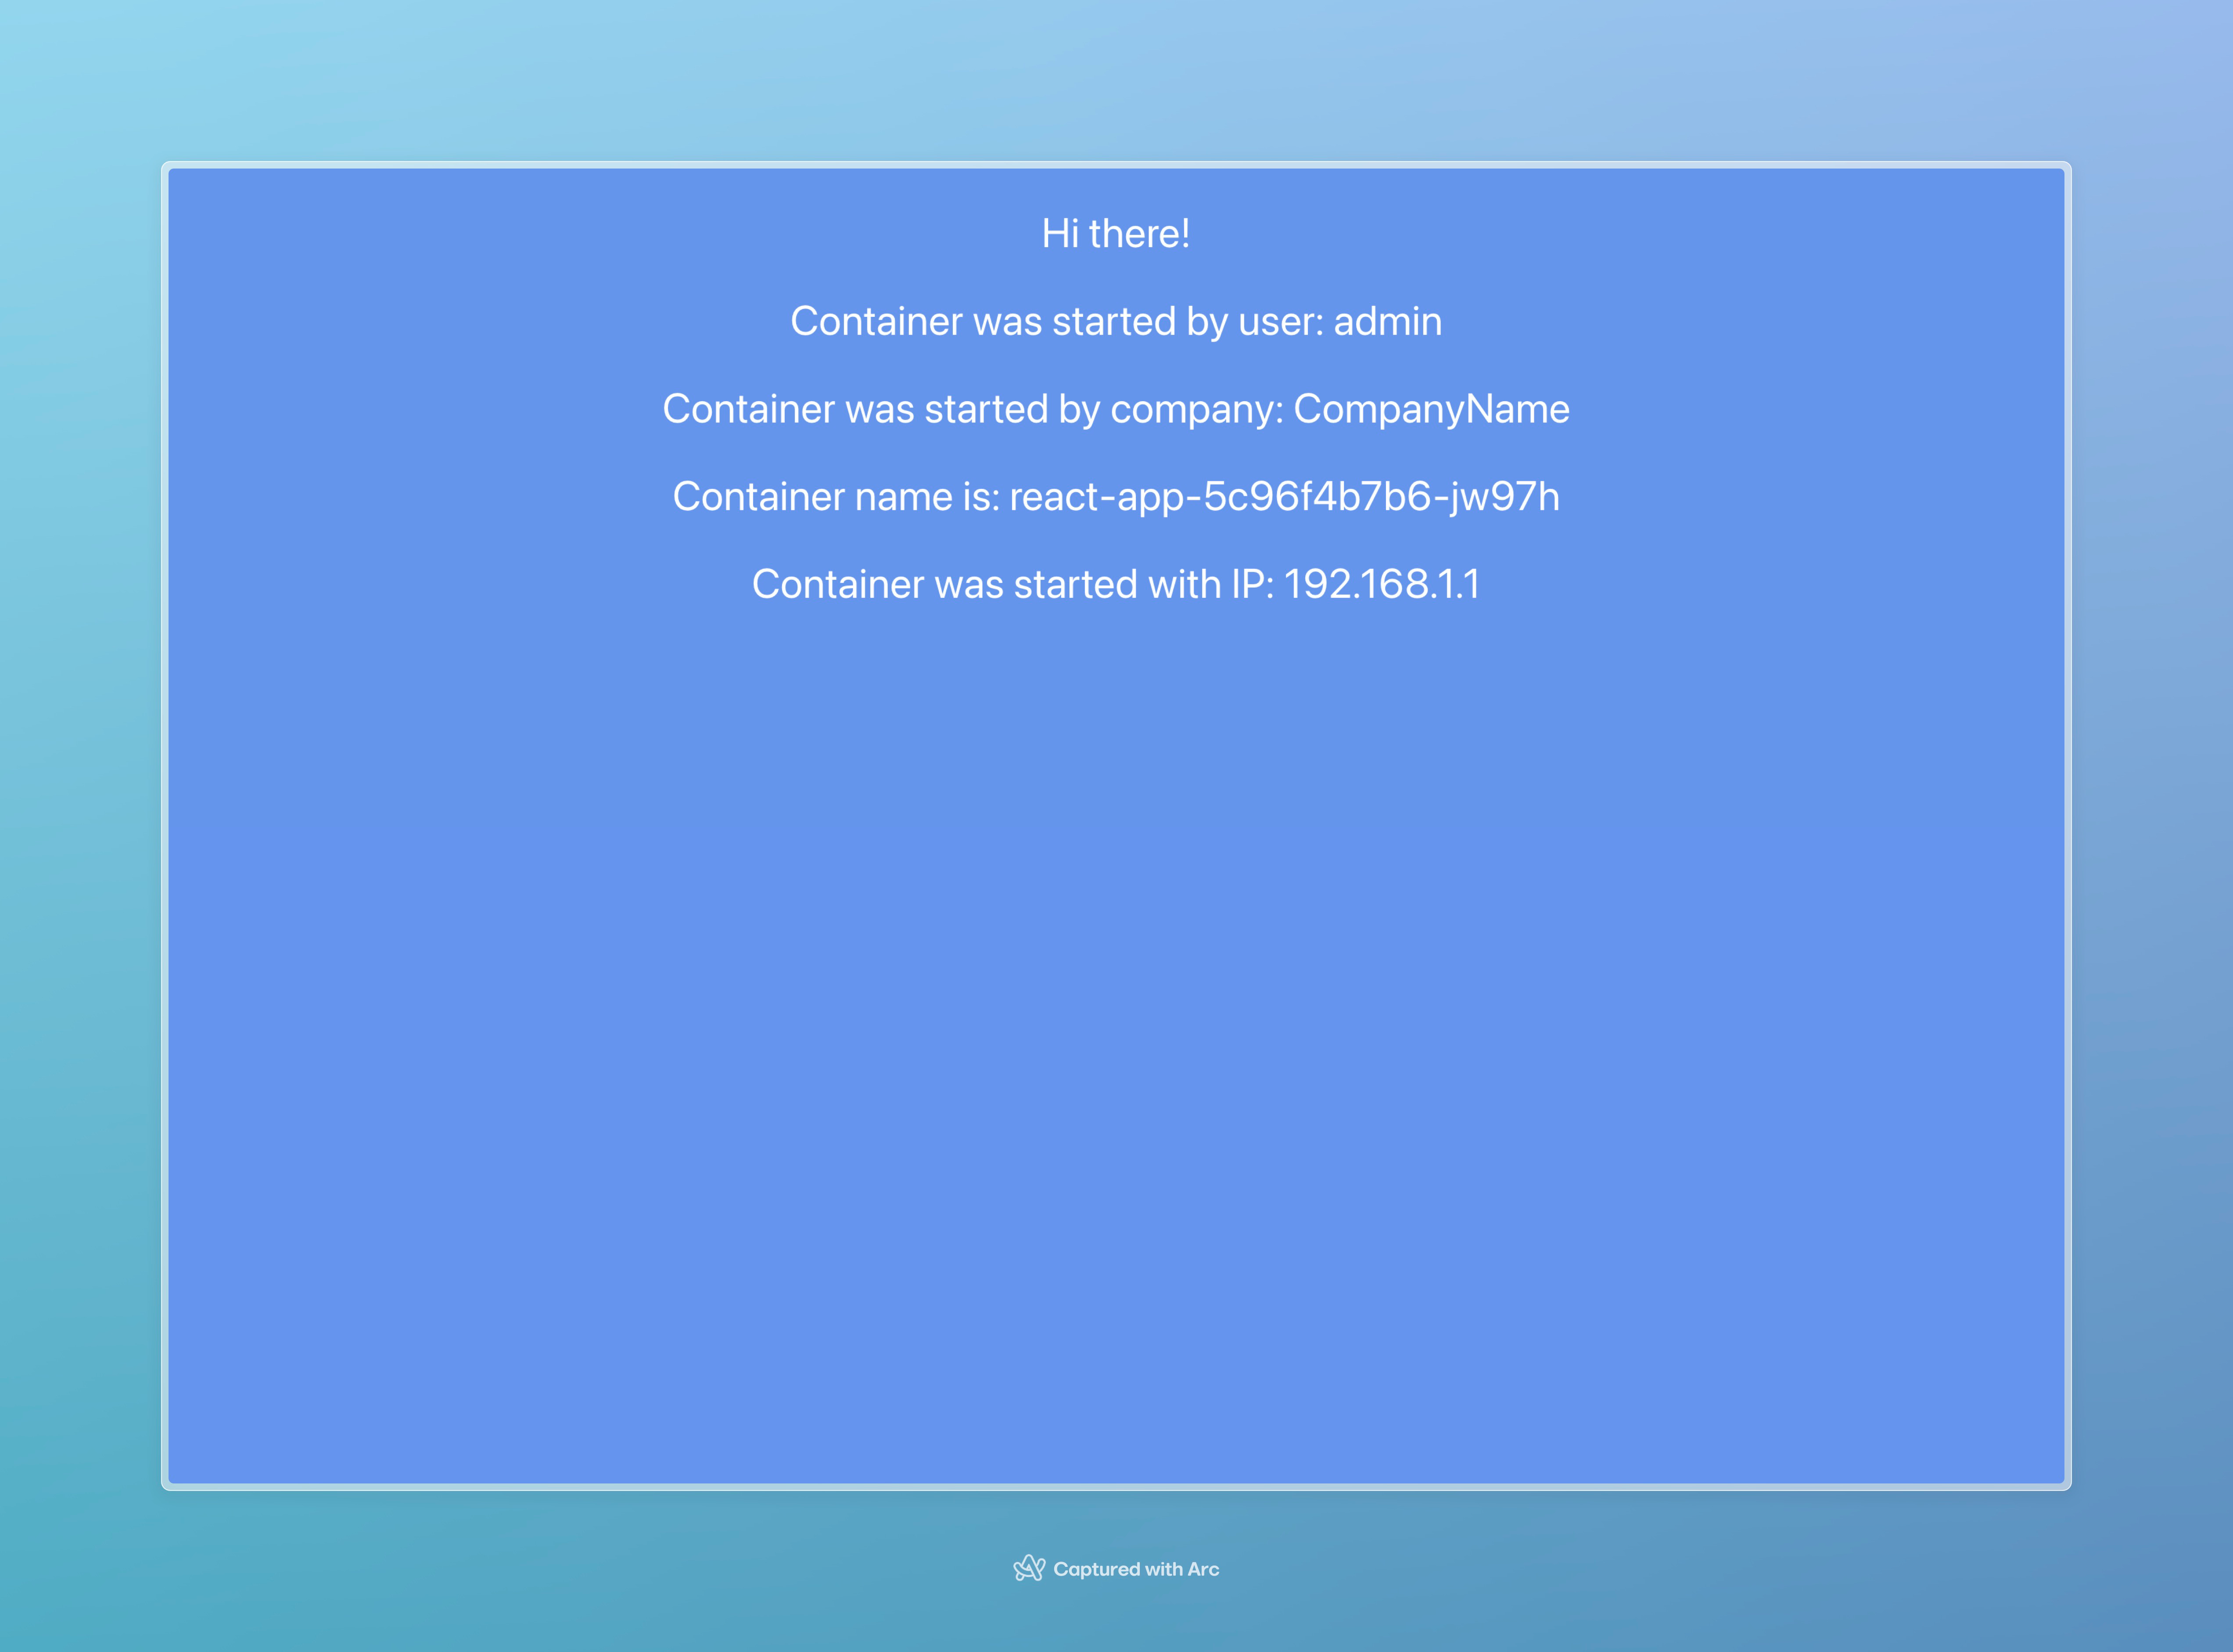 Hi there!
Container was started by user: admin
Container was started by company: CompanyName
Container name is: react-app-5c96f4b7b6-jw97h
Container was started with IP: 192.168.1.1
Captured with Arc